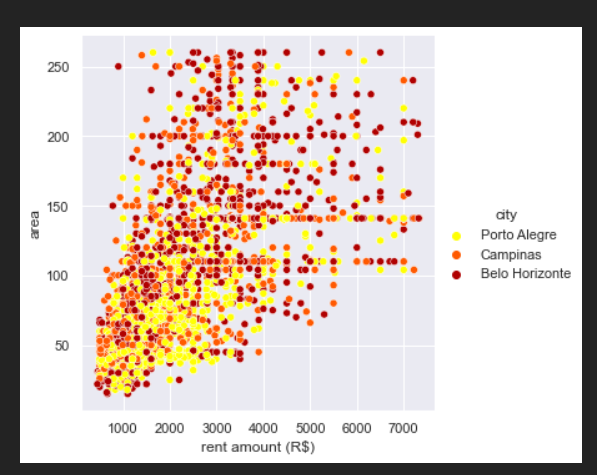 250
200
150
100
50
area
1000 2000 3000 4000 5000 6000 7000
rent amount (R$)
city
Porto Alegre
Campinas
Belo Horizonte